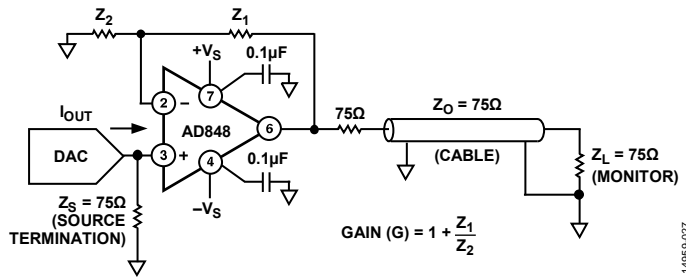 Z2
Z1
+VS
0.1µF
7
IOUT
2
–
AD848
6
75Ω
ZO = 75Ω
(CABLE)
DAC
3
+
4
0.1µF
–VS
ZS = 75Ω
(SOURCE
TERMINATION)
ZL = 75Ω
(MONITOR)
GAIN (G) = 1 + Z1/Z2
14959-027